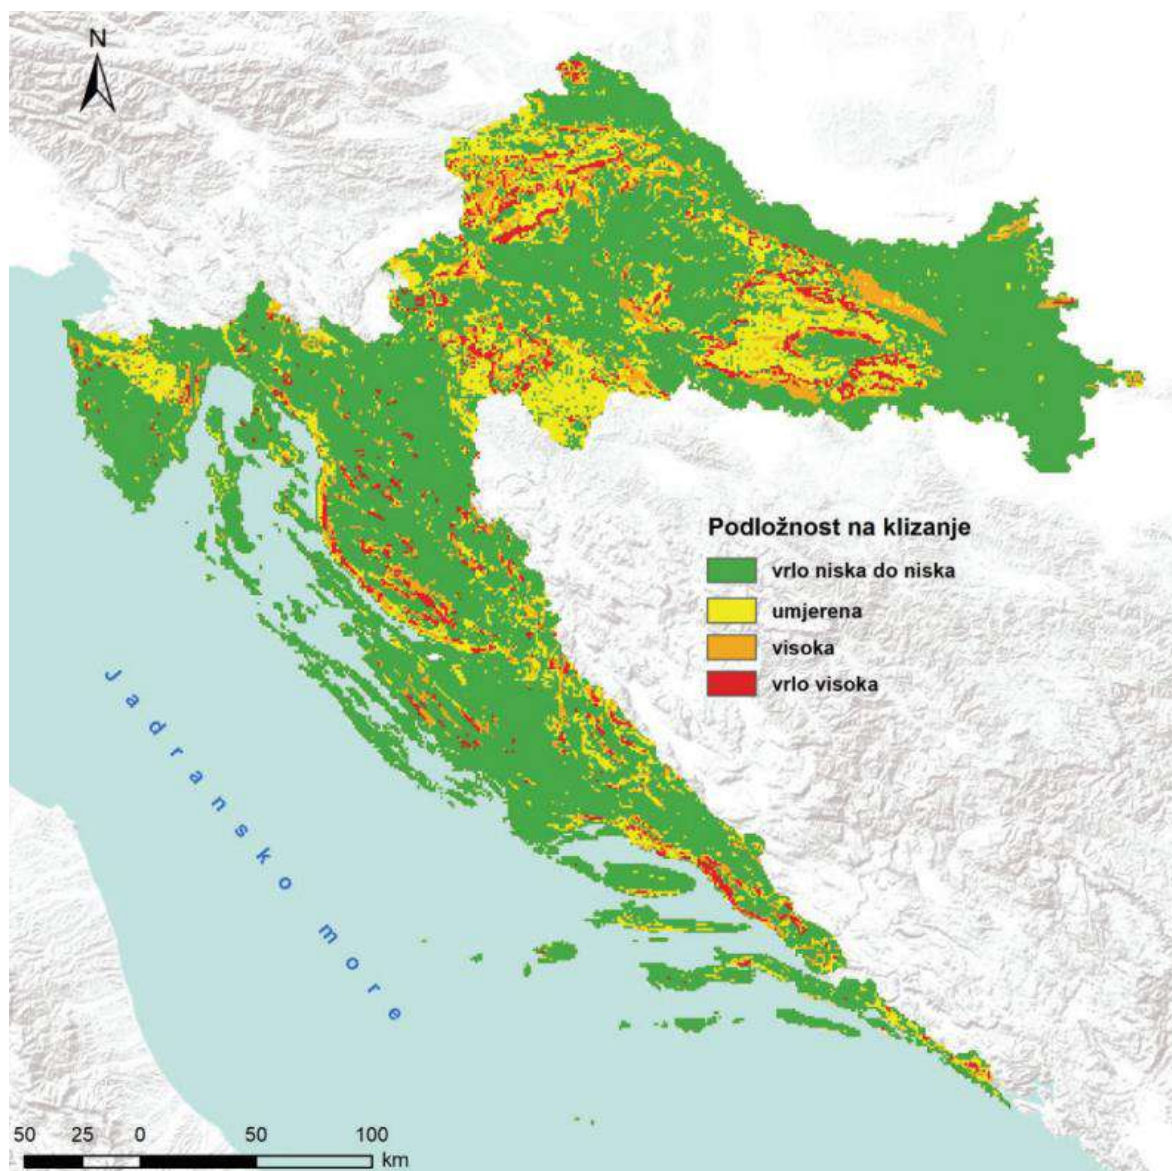 N
Podložnost na klizanje
vrlo niska do niska
umjerena
visoka
vrlo visoka
Jadransko more
50 25 0 50 100
km